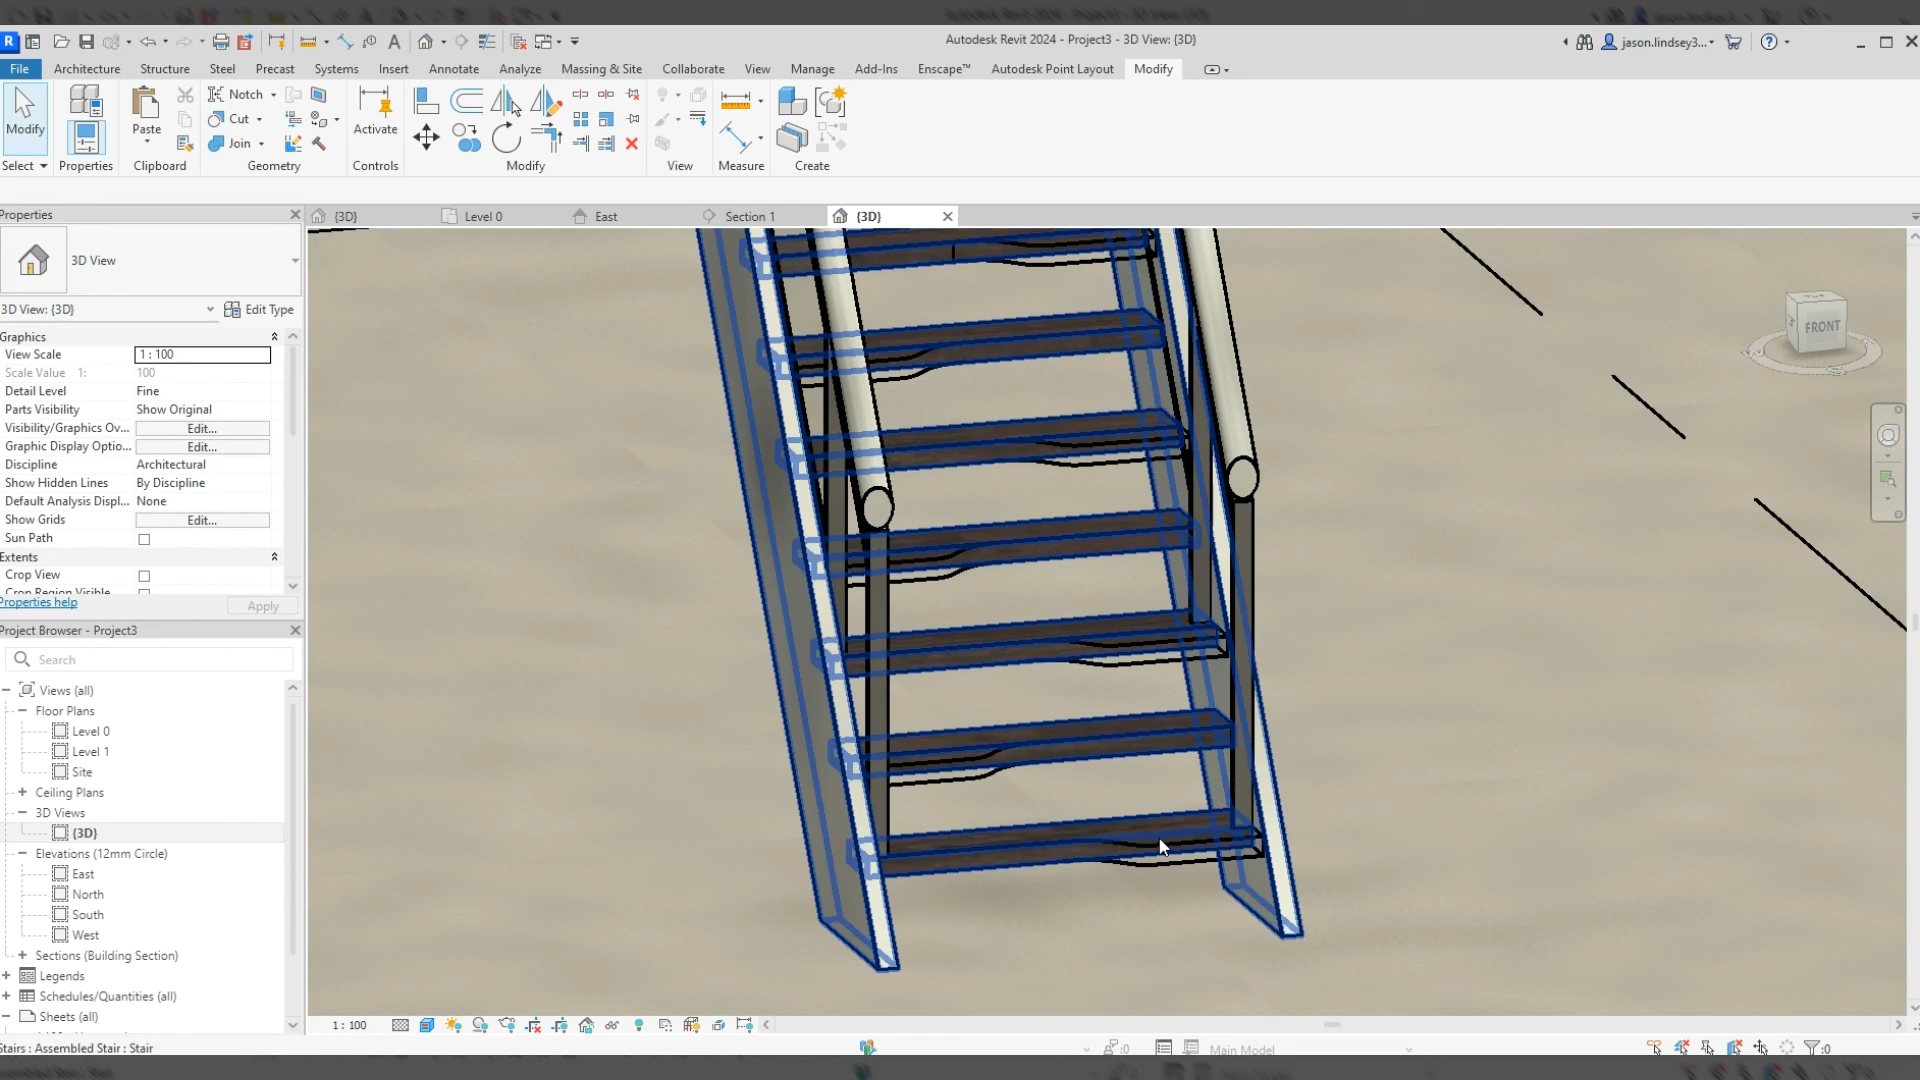 Autodesk Revit 2024 - Project3 - 3D View: {3D}
jason.lindsey3...
File Architecture Structure Steel Precast Systems Insert Annotate Analyze Massing & Site Collaborate View Manage Add-Ins Enscape™ Autodesk Point Layout Modify
Modify
Properties
Paste
Notch
Cut
Join
Activate
Select
Properties
Clipboard
Geometry
Controls
Modify
View
Measure
Create
Properties
{3D}
Level 0
East
Section 1
{3D}
3D View
3D View: {3D}
Edit Type
Graphics
View Scale 1 : 100
Scale Value 1: 100
Detail Level Fine
Parts Visibility Show Original
Visibility/Graphics Ov... Edit...
Graphic Display Optio... Edit...
Discipline Architectural
Show Hidden Lines By Discipline
Default Analysis Displ... None
Show Grids Edit...
Sun Path
Extents
Crop View
Crop Region Visible
Properties help
Apply
Project Browser - Project3
Search
Views (all)
Floor Plans
Level 0
Level 1
Site
Ceiling Plans
3D Views
{3D}
Elevations (12mm Circle)
East
North
South
West
Sections (Building Section)
Legends
Schedules/Quantities (all)
Sheets (all)
FRONT
1 : 100
Stairs : Assembled Stair : Stair
:0
Main Model
:0